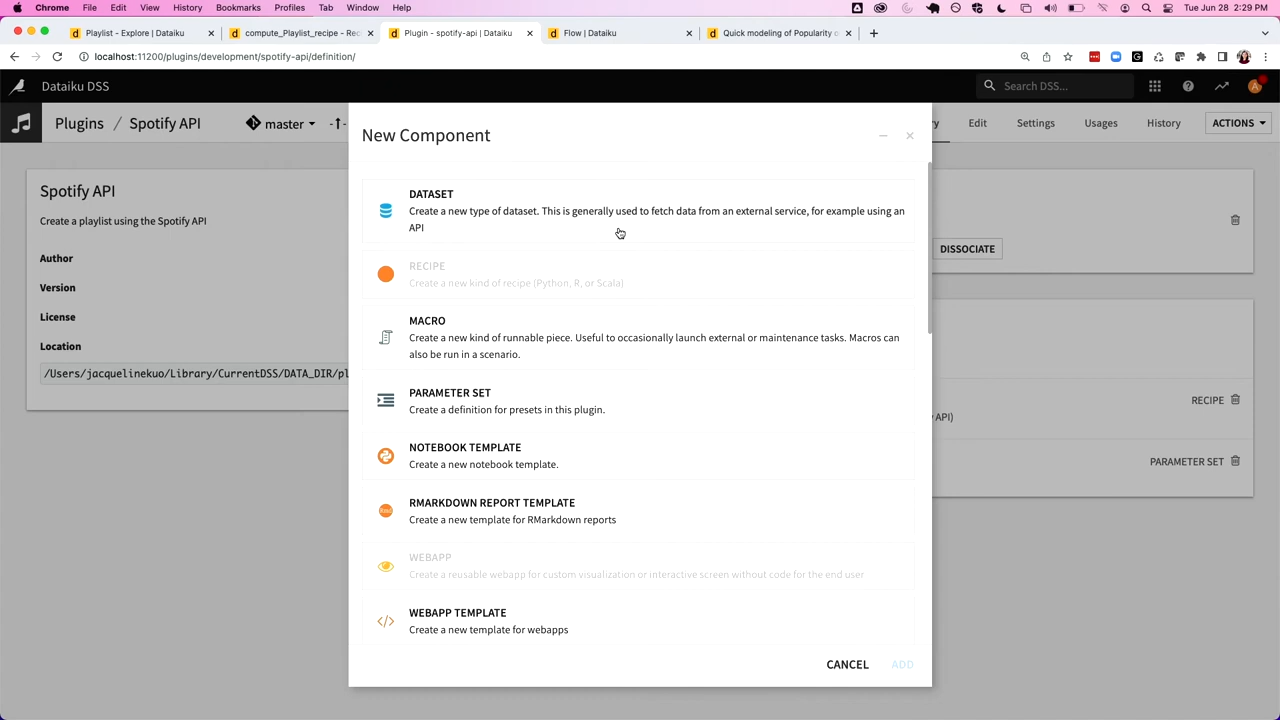 Chrome File Edit View History Bookmarks Profiles Tab Window Help Tue Jun 28 2:29 PM
Playlist - Explore | Dataiku compute_Playlist_recipe - Rec Plugin - spotify-api | Dataiku Flow | Dataiku Quick modeling of Popularity o
localhost:11200/plugins/development/spotify-api/definition/
Dataiku DSS Search DSS...
Plugins / Spotify API master Edit Settings Usages History ACTIONS
New Component
Spotify API
Create a playlist using the Spotify API
Author
Version
License
Location
/Users/jacquelinekuo/Library/CurrentDSS/DATA_DIR/pl
DATASET
Create a new type of dataset. This is generally used to fetch data from an external service, for example using an
API
RECIPE
Create a new kind of recipe (Python, R, or Scala)
MACRO
Create a new kind of runnable piece. Useful to occasionally launch external or maintenance tasks. Macros can
also be run in a scenario.
PARAMETER SET
Create a definition for presets in this plugin.
NOTEBOOK TEMPLATE
Create a new notebook template.
RMARKDOWN REPORT TEMPLATE
Create a new template for RMarkdown reports
WEBAPP
Create a reusable webapp for custom visualization or interactive screen without code for the end user
WEBAPP TEMPLATE
Create a new template for webapps
CANCEL ADD
DISSOCIATE
RECIPE
API)
PARAMETER SET